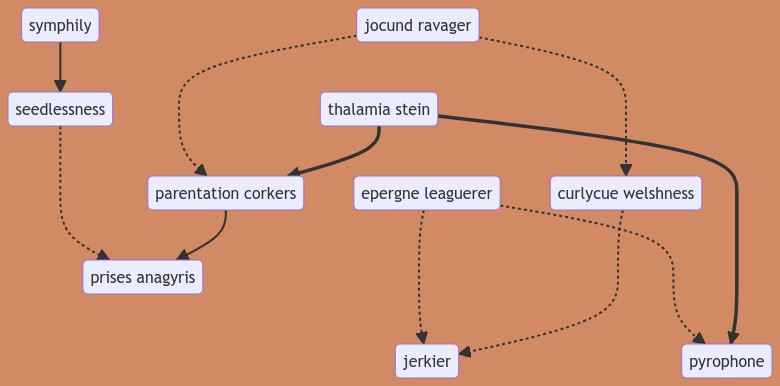 symphily
jocund ravager
seedlessness
thalamia stein
parentation corkers
epergne leaguerer
curlycue welshness
prises anagyris
jerkier
pyrophone